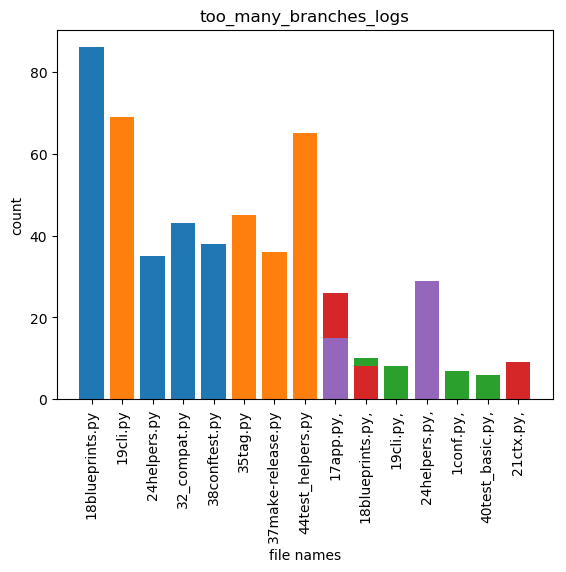 too_many_branches_logs
count
80
60
40
20
0
18blueprints.py
19cli.py
24helpers.py
32_compat.py
38conftest.py
35tag.py
37make-release.py
44test_helpers.py
17app.py,
18blueprints.py,
19cli.py,
24helpers.py,
1conf.py,
40test_basic.py,
21ctx.py,
file names